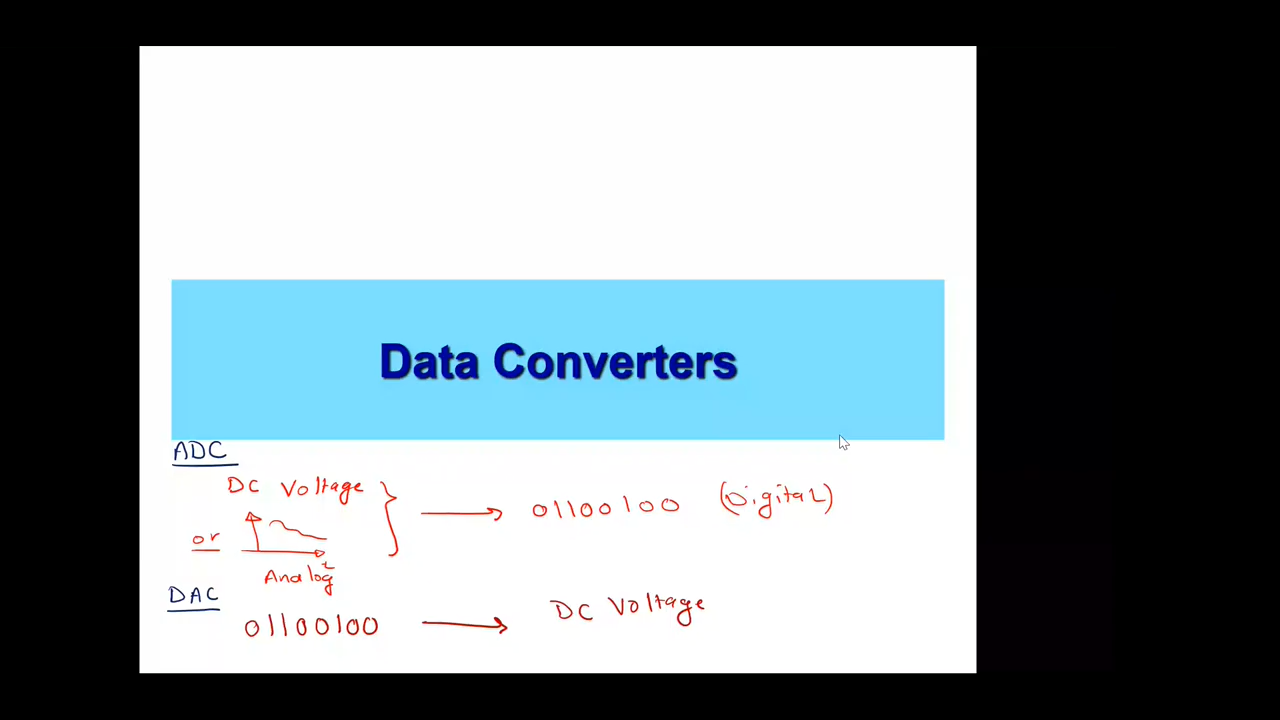 Data Converters
ADC
DC Voltage
or
01100100 (Digital)
Analog
DAC
01100100
DC Voltage